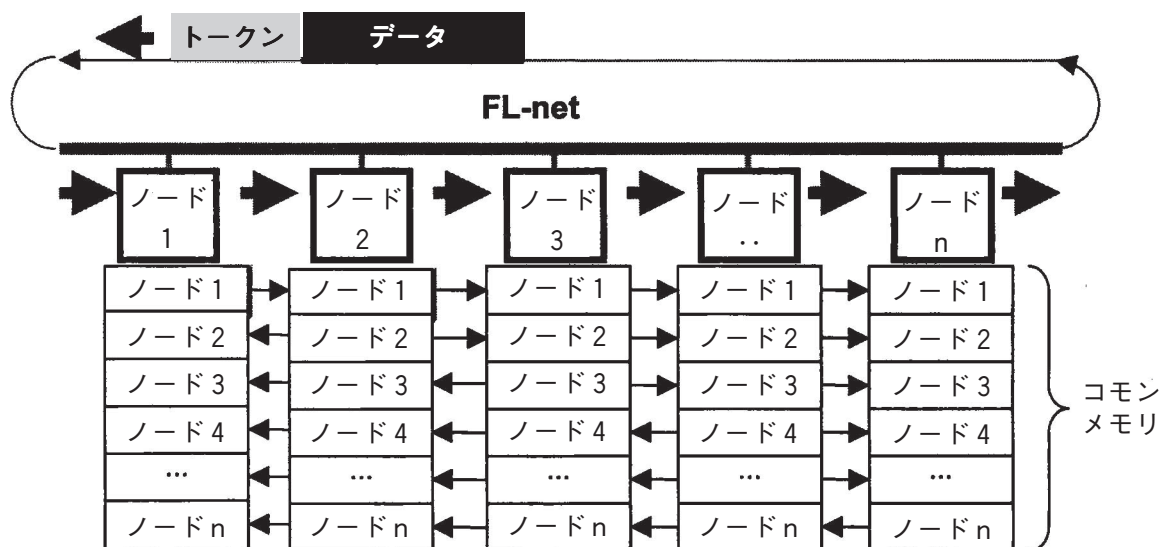 トークン データ
FL-net
ノード ノード ノード ノード ノード
1 2 3 ‥ n
ノード1 ノード1 ノード1 ノード1 ノード1
ノード2 ノード2 ノード2 ノード2 ノード2
ノード3 ノード3 ノード3 ノード3 ノード3
ノード4 ノード4 ノード4 ノード4 ノード4
… … … … …
ノードn ノードn ノードn ノードn ノードn
コモン
メモリ